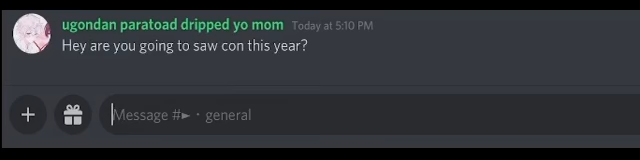 ugondan paratoad dripped yo mom Today at 5:10 PM
Hey are you going to saw con this year?
Message #► · general